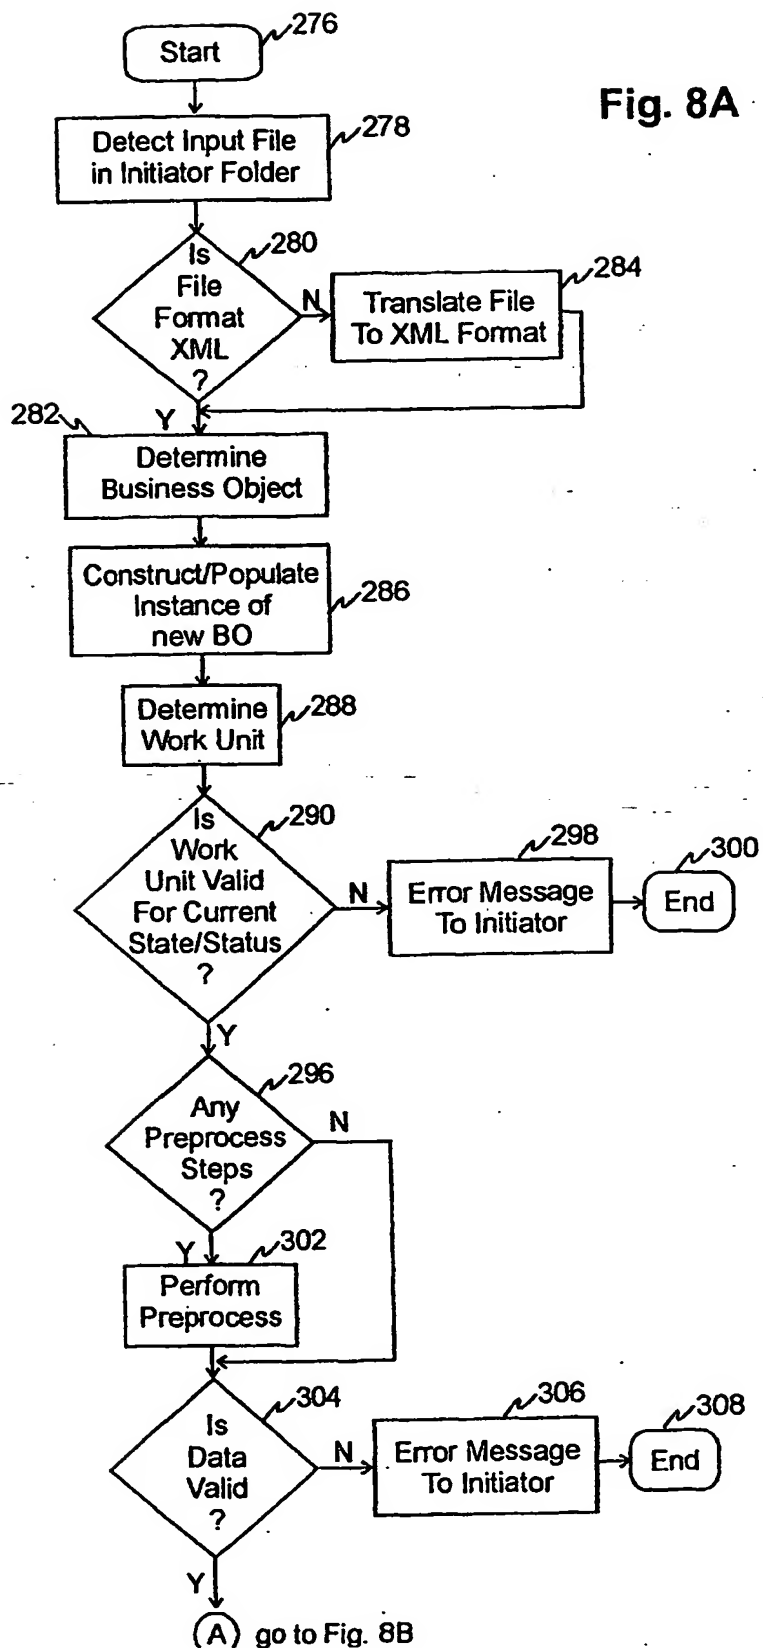 276
Start
Fig. 8A
278
Detect Input File
in Initiator Folder
280
Is
File
Format
XML
?
N
284
Translate File
To XML Format
Y
282
Determine
Business Object
Construct/Populate
Instance of
new BO
286
Determine
Work Unit
288
290
Is
Work
Unit Valid
For Current
State/Status
?
N
298
Error Message
To Initiator
300
End
Y
296
Any
Preprocess
Steps
?
N
Y
302
Perform
Preprocess
304
Is
Data
Valid
?
N
306
Error Message
To Initiator
308
End
Y
A go to Fig. 8B